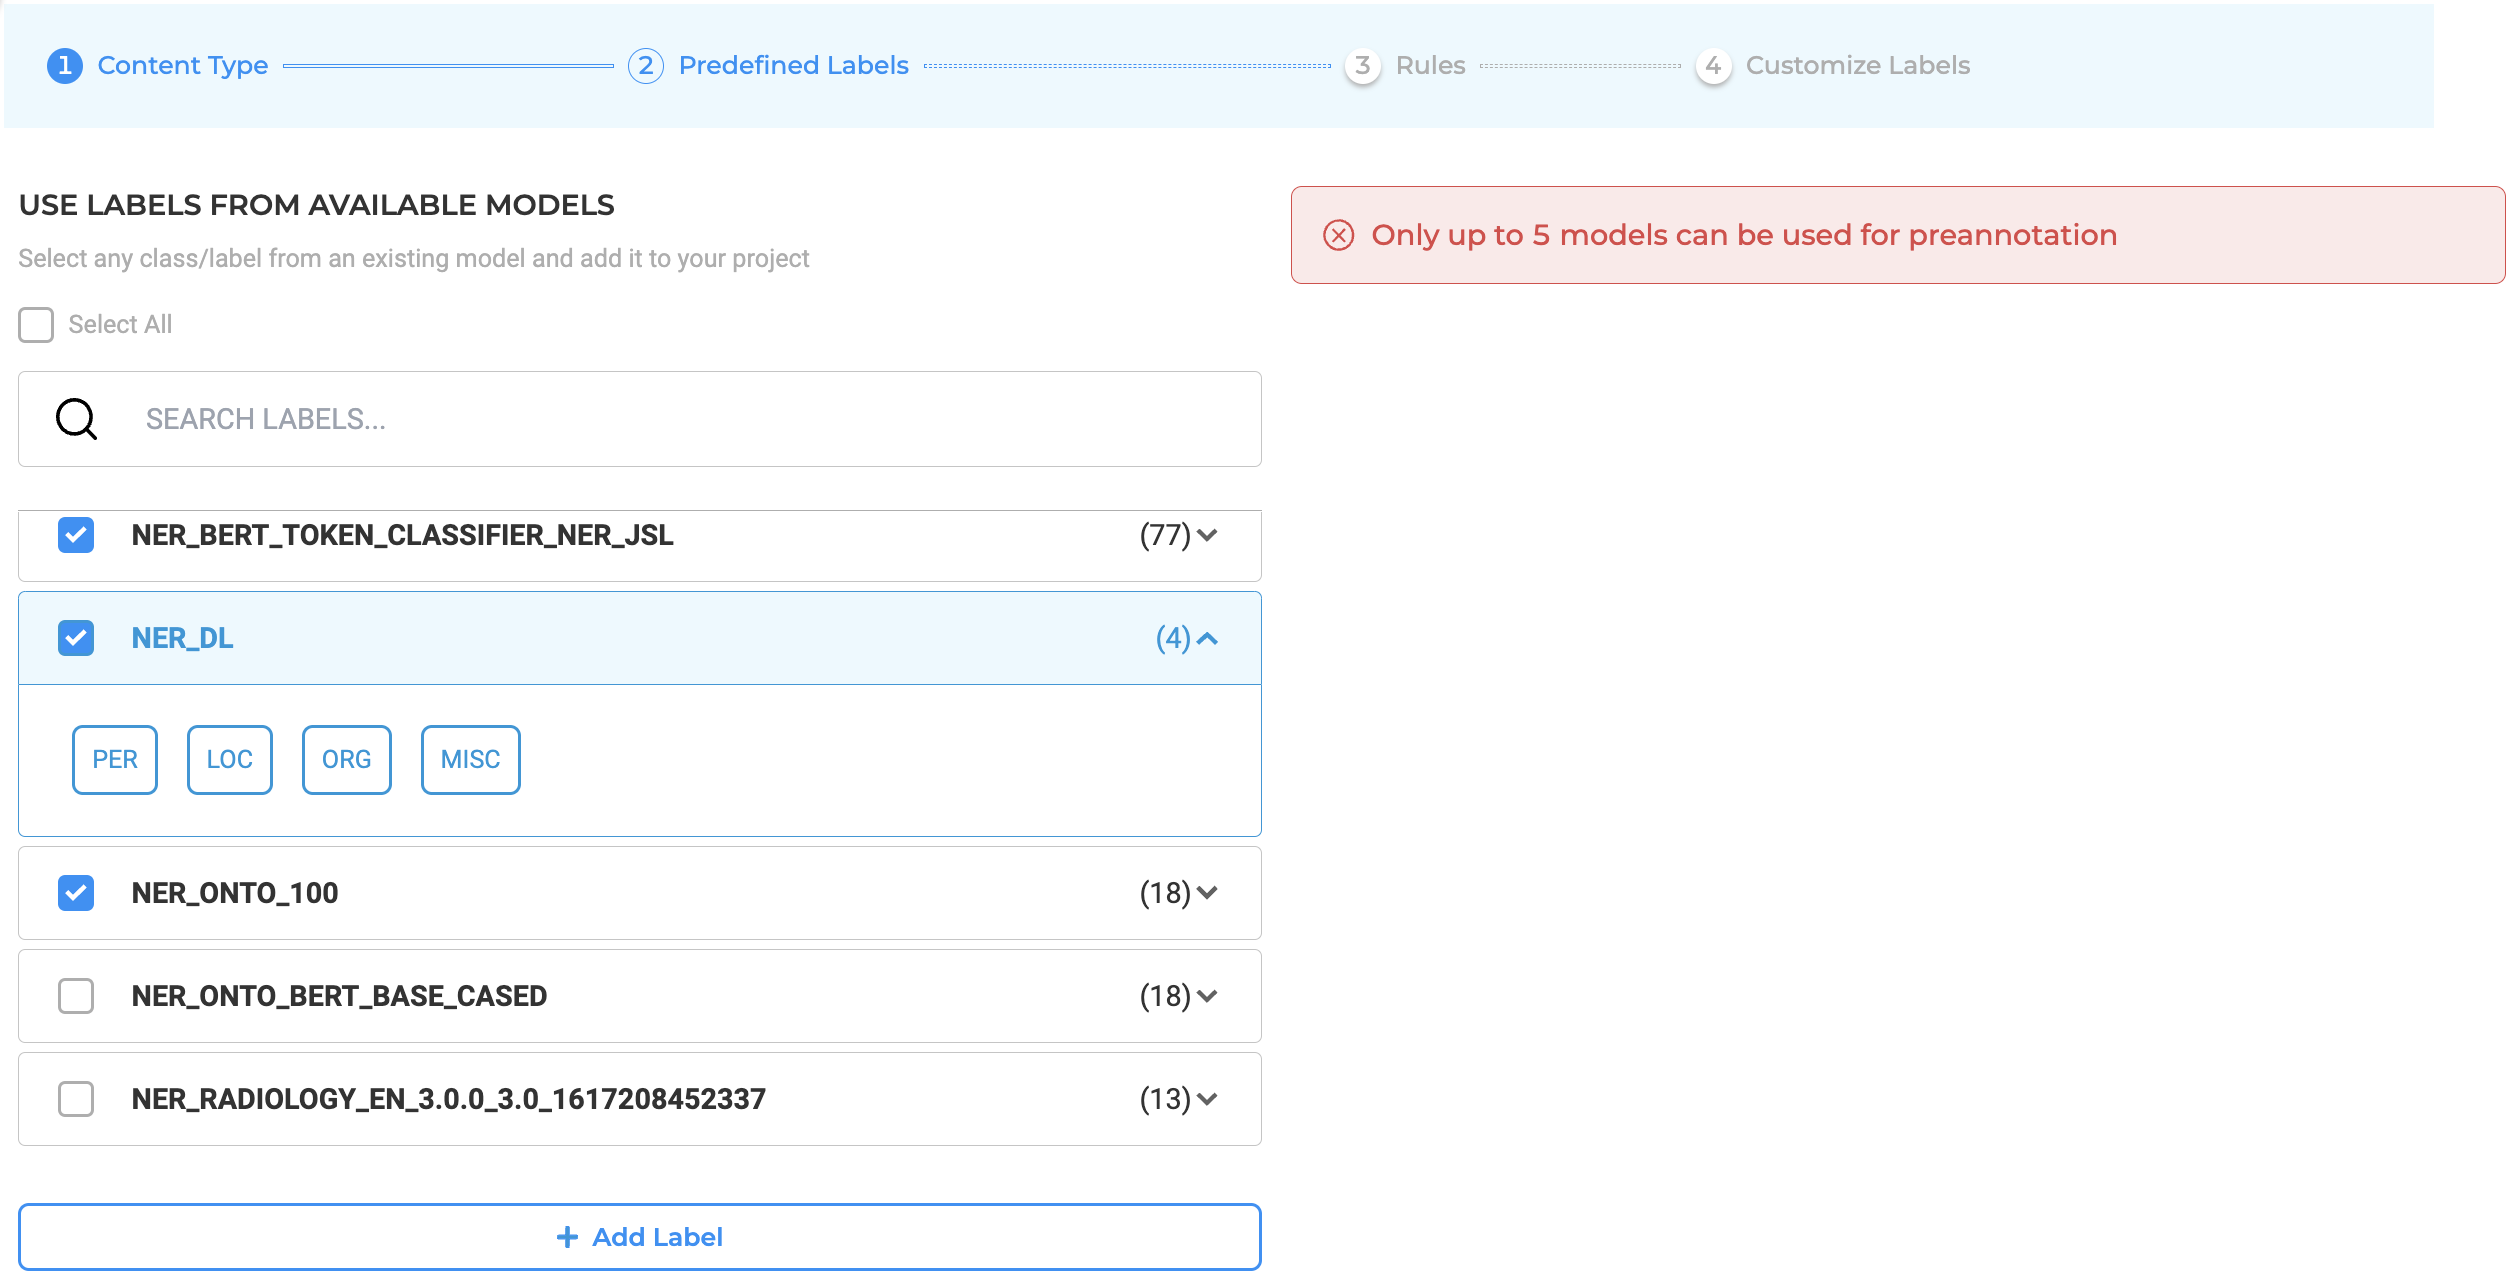 1 Content Type 2 Predefined Labels 3 Rules 4 Customize Labels
USE LABELS FROM AVAILABLE MODELS
Select any class/label from an existing model and add it to your project
Only up to 5 models can be used for preannotation
Select All
SEARCH LABELS...
NER_BERT_TOKEN_CLASSIFIER_NER_JSL (77)
NER_DL (4)
PER LOC ORG MISC
NER_ONTO_100 (18)
NER_ONTO_BERT_BASE_CASED (18)
NER_RADIOLOGY_EN_3.0.0_3.0_1617208452337 (13)
+ Add Label